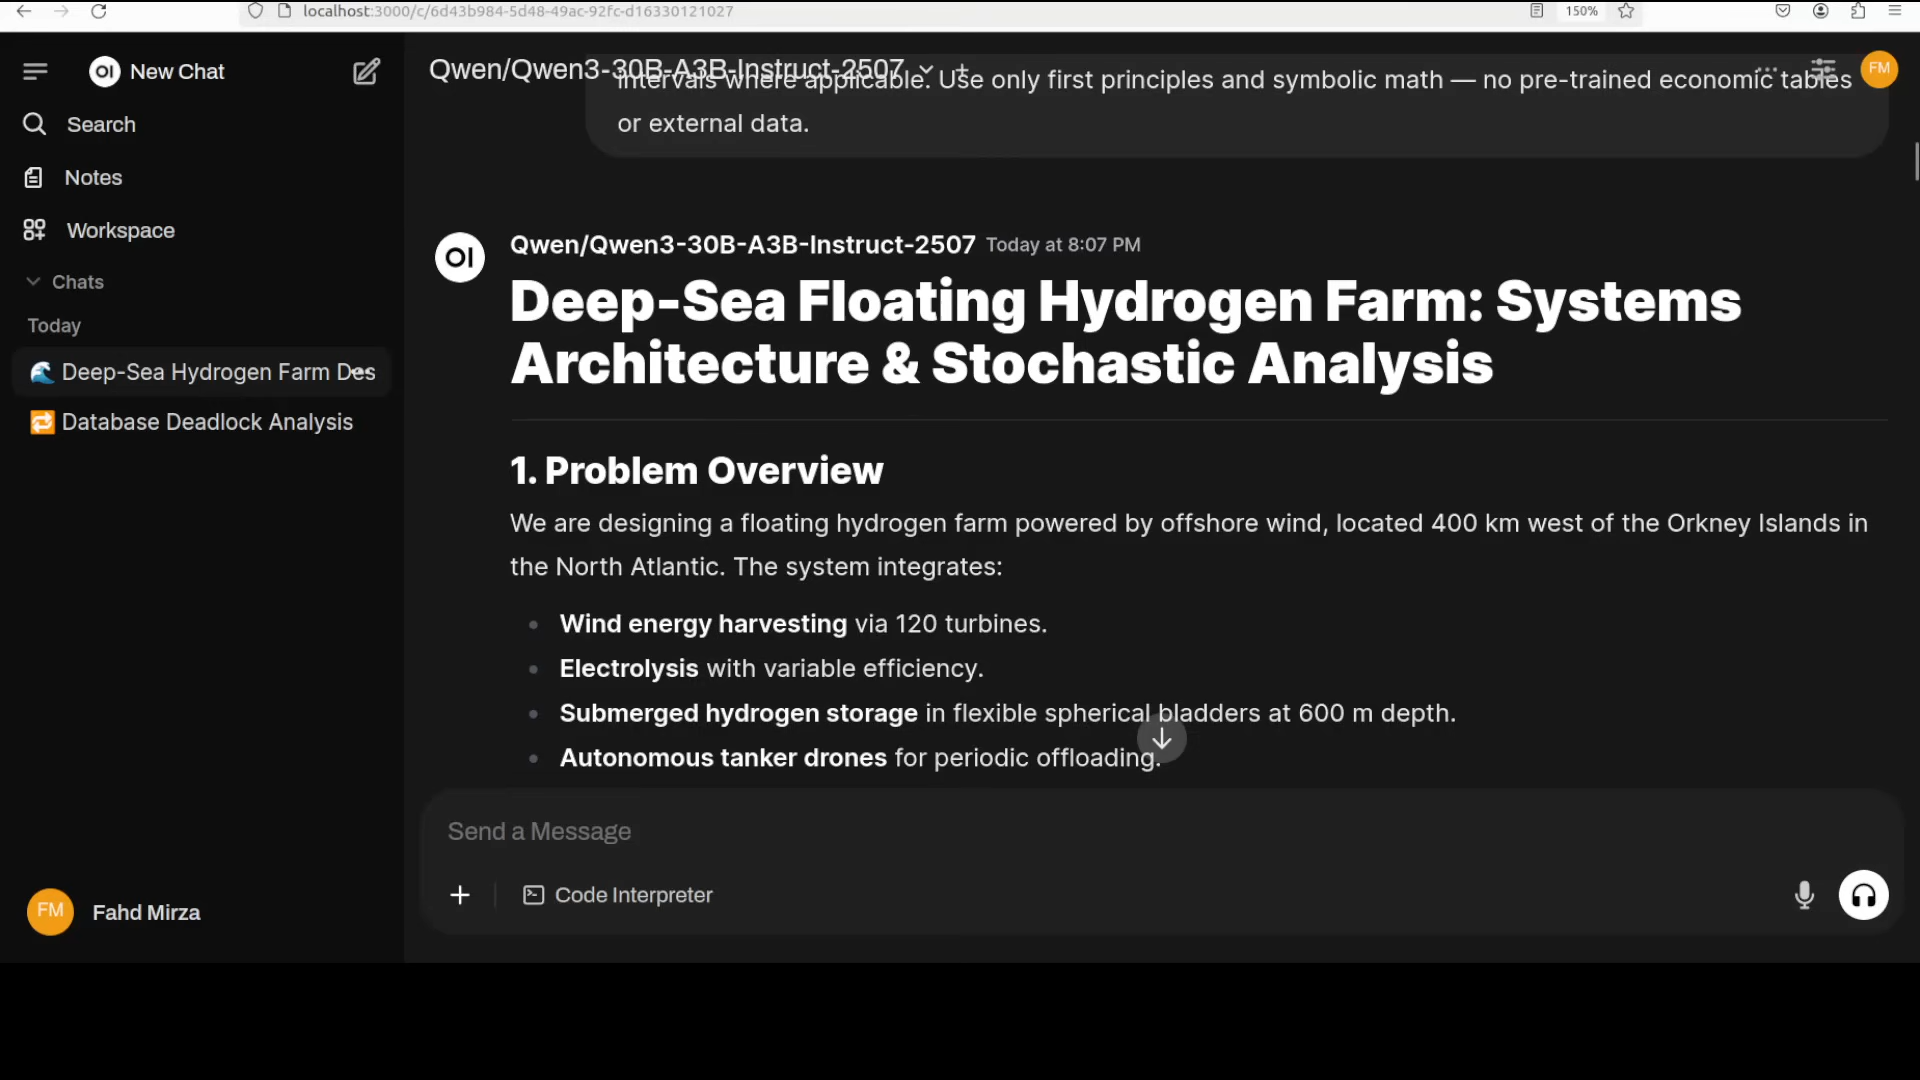 localhost:3000/c/6d43b984-5d48-49ac-92fc-d16330121027
150%
OI New Chat
Search
Notes
Workspace
Chats
Today
🌊 Deep-Sea Hydrogen Farm Des
🔁 Database Deadlock Analysis
FM Fahd Mirza
Qwen/Qwen3-30B-A3B-Instruct-2507
FM
intervals where applicable. Use only first principles and symbolic math — no pre-trained economic tables
or external data.
OI
Qwen/Qwen3-30B-A3B-Instruct-2507 Today at 8:07 PM
Deep-Sea Floating Hydrogen Farm: Systems
Architecture & Stochastic Analysis
1. Problem Overview
We are designing a floating hydrogen farm powered by offshore wind, located 400 km west of the Orkney Islands in
the North Atlantic. The system integrates:
• Wind energy harvesting via 120 turbines.
• Electrolysis with variable efficiency.
• Submerged hydrogen storage in flexible spherical bladders at 600 m depth.
• Autonomous tanker drones for periodic offloading.
Send a Message
Code Interpreter